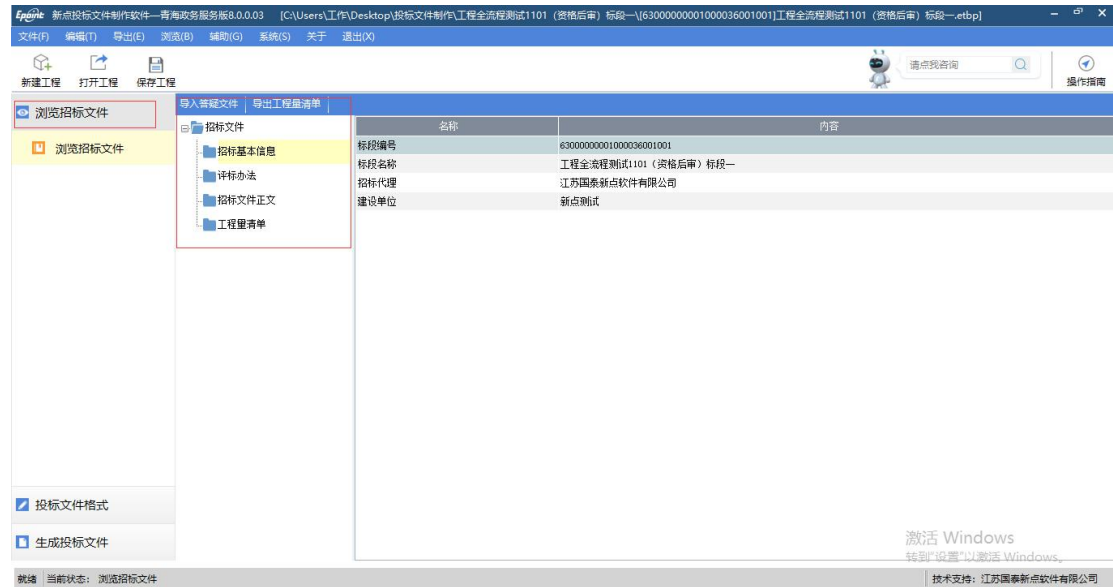 Epoint 新点投标文件制作软件—青海政务服务版8.0.0.03 [C:\Users\工作\Desktop\投标文件制作\工程全流程测试1101（资格后审）标段一\[63000000001000036001001]工程全流程测试1101（资格后审）标段一.etbp]
文件(F) 编辑(T) 导出(E) 浏览(B) 辅助(G) 系统(S) 关于 退出(X)
新建工程 打开工程 保存工程 请点我咨询 操作指南
浏览招标文件 导入答疑文件 导出工程量清单
浏览招标文件 招标文件 名称 内容
招标基本信息 标段编号 63000000001000036001001
评标办法 标段名称 工程全流程测试1101（资格后审）标段一
招标文件正文 招标代理 江苏国泰新点软件有限公司
工程量清单 建设单位 新点测试
投标文件格式
生成投标文件
激活 Windows
转到"设置"以激活 Windows。
就绪 当前状态：浏览招标文件 技术支持：江苏国泰新点软件有限公司